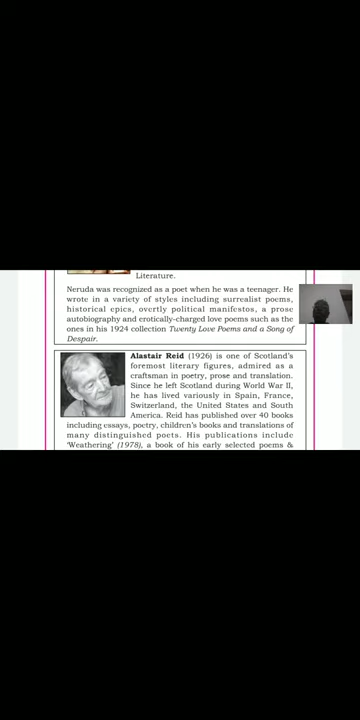 Literature.
Neruda was recognized as a poet when he was a teenager. He
wrote in a variety of styles including surrealist poems,
historical epics, overtly political manifestos, a prose
autobiography and erotically-charged love poems such as the
ones in his 1924 collection Twenty Love Poems and a Song of
Despair.
Alastair Reid (1926) is one of Scotland's
foremost literary figures, admired as a
craftsman in poetry, prose and translation.
Since he left Scotland during World War II,
he has lived variously in Spain, France,
Switzerland, the United States and South
America. Reid has published over 40 books
including essays, poetry, children's books and translations of
many distinguished poets. His publications include
'Weathering' (1978), a book of his early selected poems &